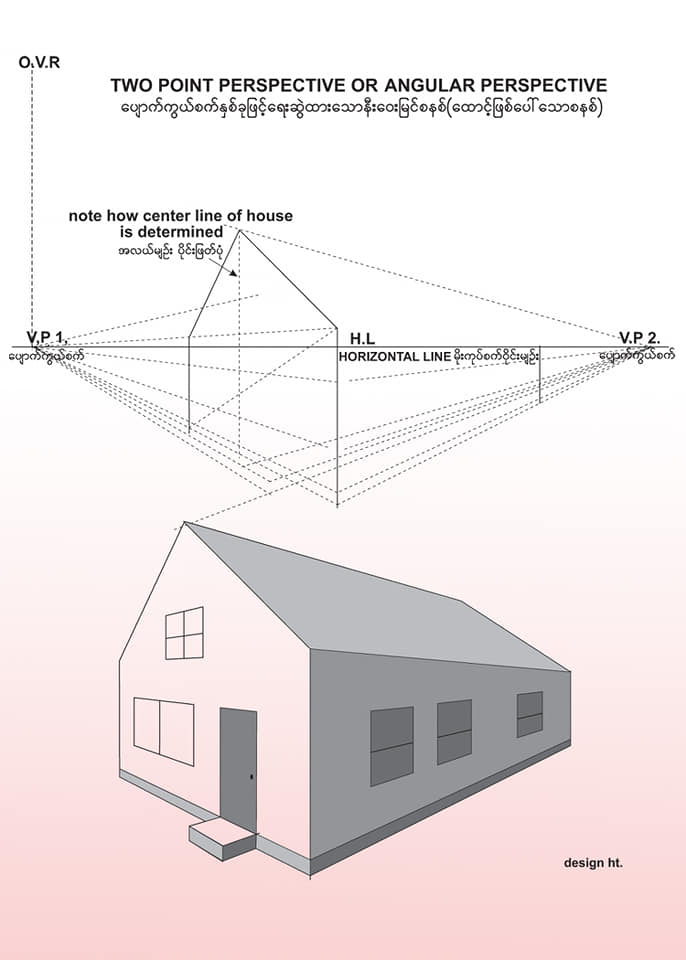 O.V.R
TWO POINT PERSPECTIVE OR ANGULAR PERSPECTIVE
ပျောက်ကွယ်စက်နှစ်ခုဖြင့်ရေးဆွဲထားသောနီးဝေးမြင်စနစ်(ထောင့်ဖြစ်ပေါ်သောစနစ်)
note how center line of house
is determined
အလယ်မျဉ်း ပိုင်းဖြတ်ပုံ
V.P 1.
ပျောက်ကွယ်စက်
H.L
HORIZONTAL LINE မိုးကုပ်စက်ဝိုင်းမျဉ်း
V.P 2.
ပျောက်ကွယ်စက်
design ht.